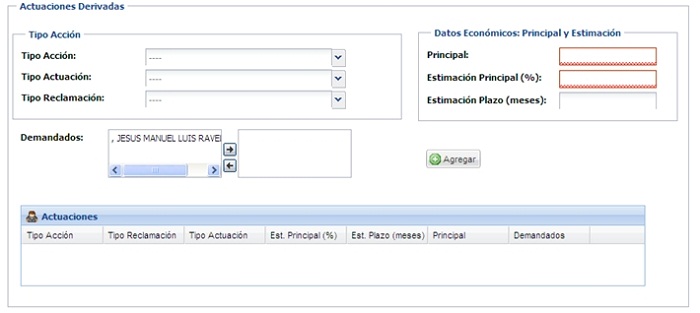 Actuaciones Derivadas
Tipo Acción
Tipo Acción: ----
Tipo Actuación: ----
Tipo Reclamación: ----
Datos Económicos: Principal y Estimación
Principal:
Estimación Principal (%):
Estimación Plazo (meses):
Demandados: , JESUS MANUEL LUIS RAVE
Agregar
Actuaciones
Tipo Acción Tipo Reclamación Tipo Actuación Est. Principal (%) Est. Plazo (meses) Principal Demandados